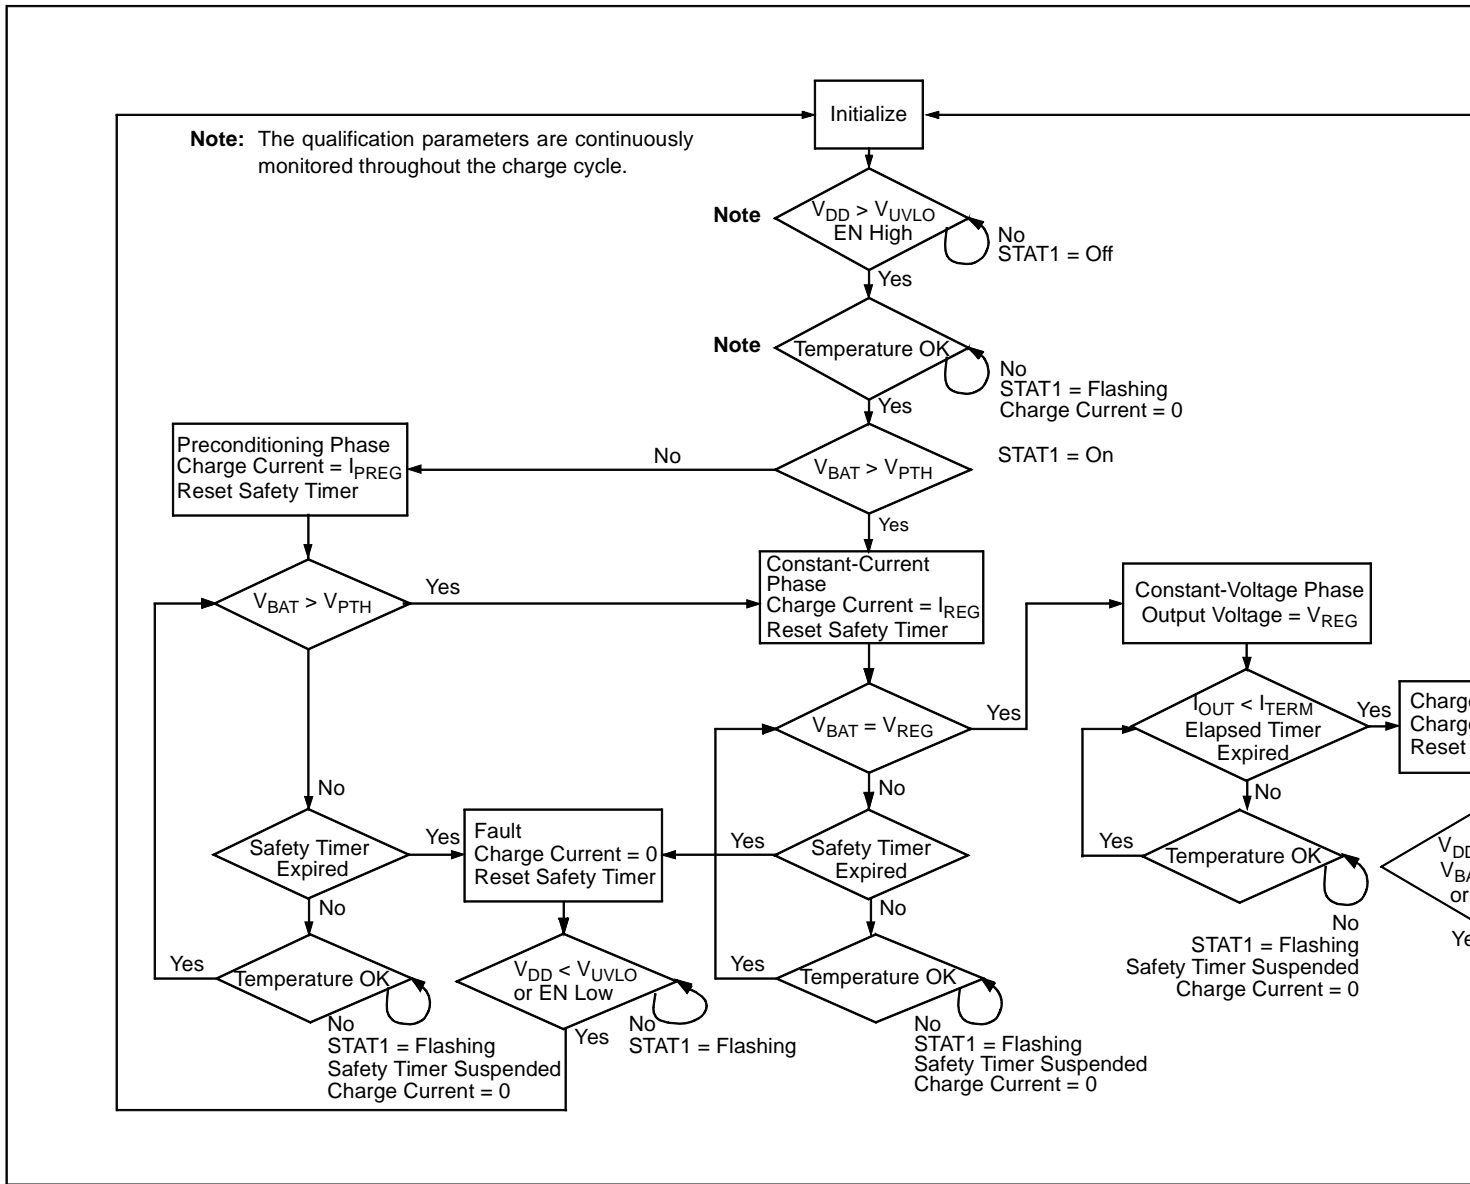 Initialize
Note: The qualification parameters are continuously
monitored throughout the charge cycle.
Note
VDD > VUVLO
EN High
No
STAT1 = Off
Yes
Note
Temperature OK
No
STAT1 = Flashing
Charge Current = 0
Yes
Preconditioning Phase
Charge Current = IPREG
Reset Safety Timer
No
VBAT > VPTH
STAT1 = On
Yes
VBAT > VPTH
Yes
Constant-Current
Phase
Charge Current = IREG
Reset Safety Timer
Constant-Voltage Phase
Output Voltage = VREG
VBAT = VREG
Yes
IOUT < ITERM
Elapsed Timer
Expired
Yes
Charge
Charge
Reset
No
No
No
Safety Timer
Expired
Yes
Fault
Charge Current = 0
Reset Safety Timer
Yes
Safety Timer
Expired
Yes
Temperature OK
VDD
VBA
or
Ye
No
STAT1 = Flashing
Safety Timer Suspended
Charge Current = 0
No
No
Yes
Temperature OK
No
STAT1 = Flashing
Safety Timer Suspended
Charge Current = 0
VDD < VUVLO
or EN Low
Yes
No
STAT1 = Flashing
Yes
Temperature OK
No
STAT1 = Flashing
Safety Timer Suspended
Charge Current = 0